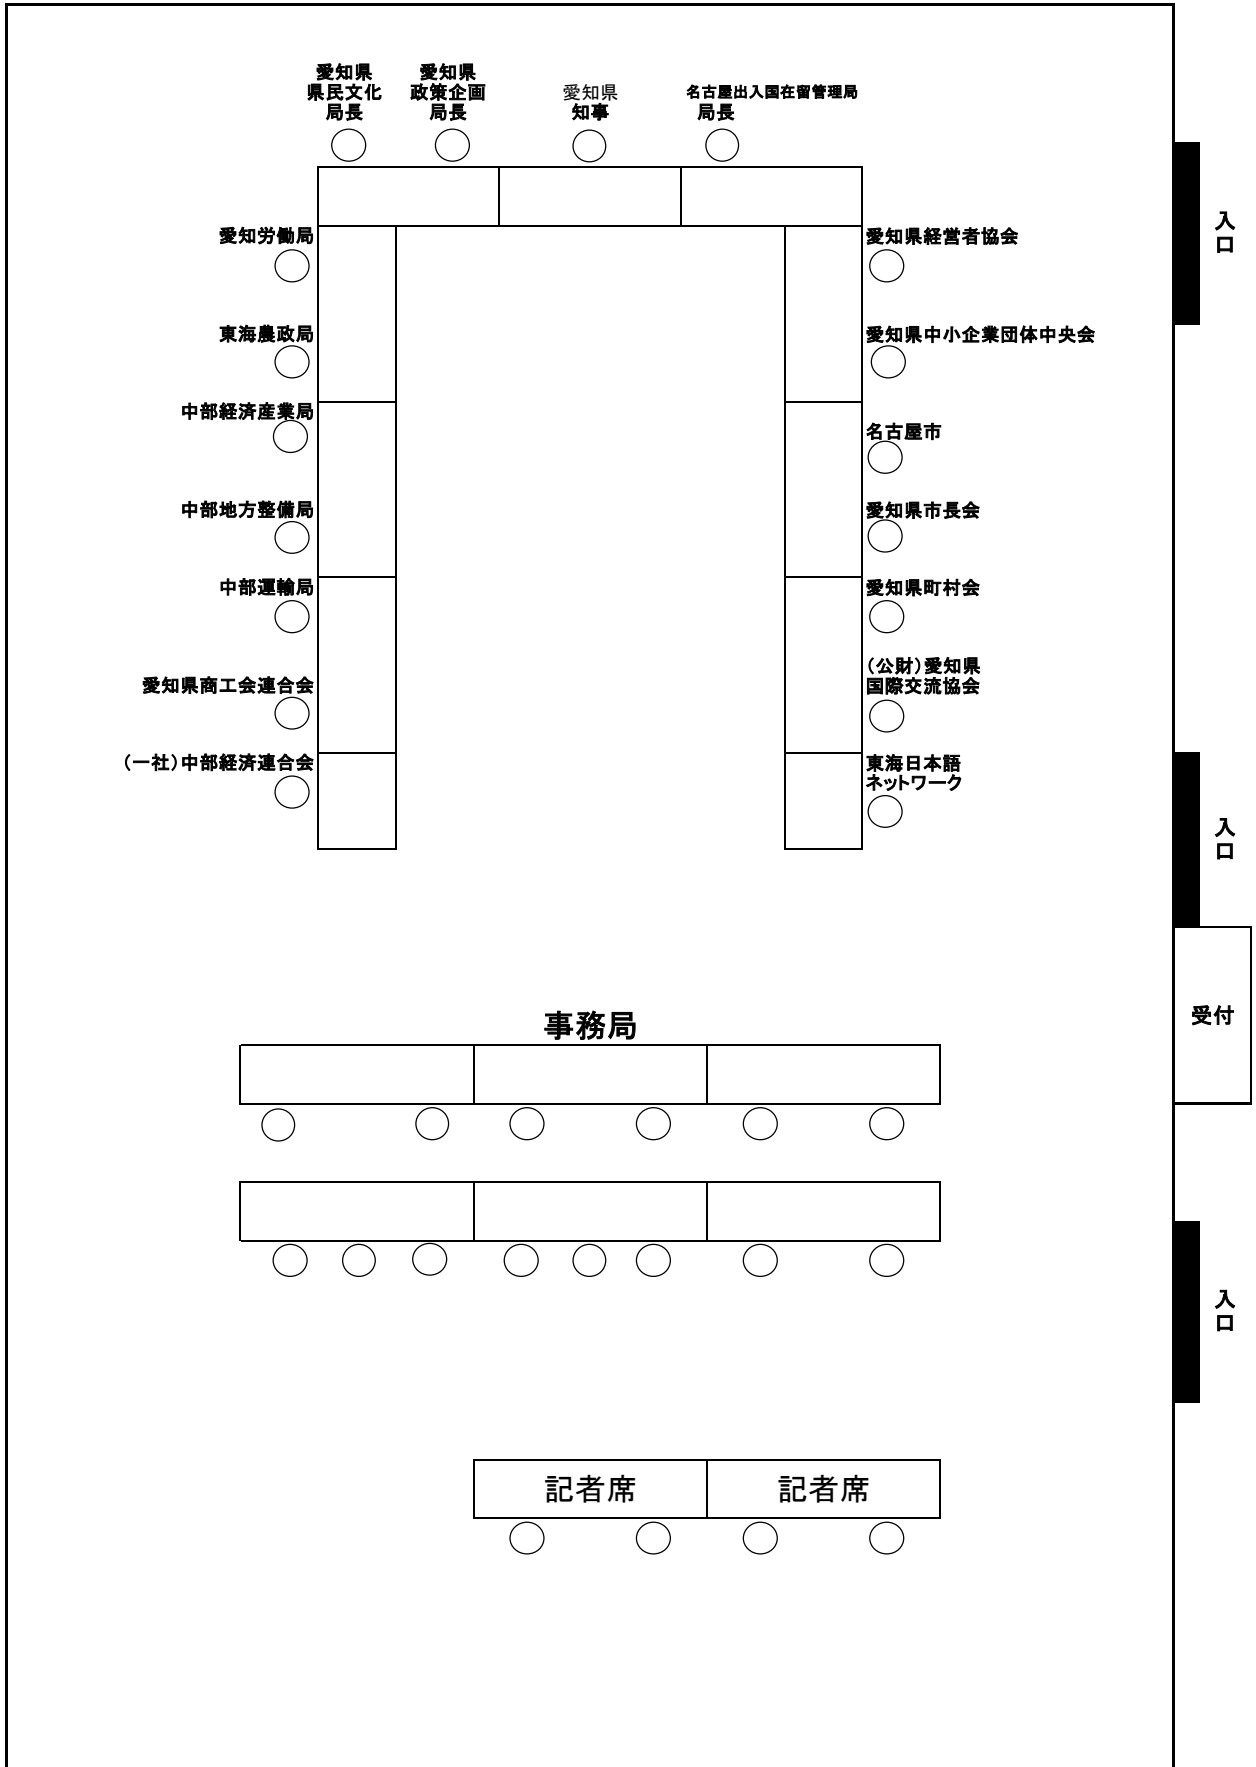 愛知県
県民文化
局長
愛知県
政策企画
局長
愛知県
知事
名古屋出入国在留管理局
局長
愛知労働局
東海農政局
中部経済産業局
中部地方整備局
中部運輸局
愛知県商工会連合会
（一社）中部経済連合会
愛知県経営者協会
愛知県中小企業団体中央会
名古屋市
愛知県市長会
愛知県町村会
（公財）愛知県
国際交流協会
東海日本語
ネットワーク
入口
入口
受付
入口
事務局
記者席
記者席